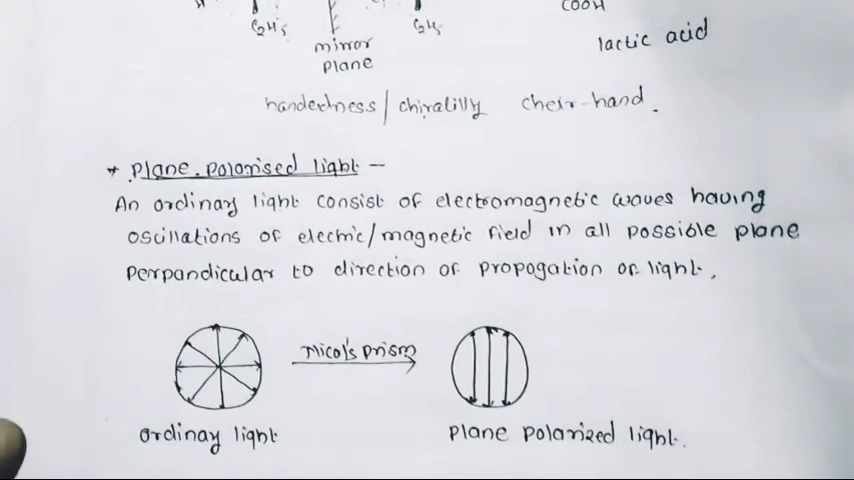 C2H5 C2H5 COOH
mirror
plane
lactic acid
handedness/chirality cheir-hand.
* Plane.Polarised light -
An ordinary light consist of electromagnetic waves having
oscillations of electric/magnetic field in all possible plane
perpandicular to direction of propogation of light.
Nicol's prism
ordinay light plane polarized light.